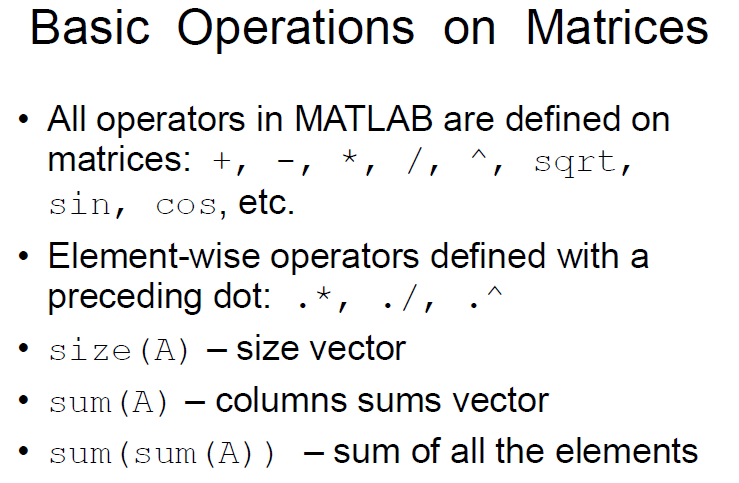 Basic Operations on Matrices
• All operators in MATLAB are defined on
matrices: +, -, *, /, ^, sqrt,
sin, cos, etc.
• Element-wise operators defined with a
preceding dot: .*, ./, .^
• size(A) – size vector
• sum(A) – columns sums vector
• sum(sum(A)) – sum of all the elements